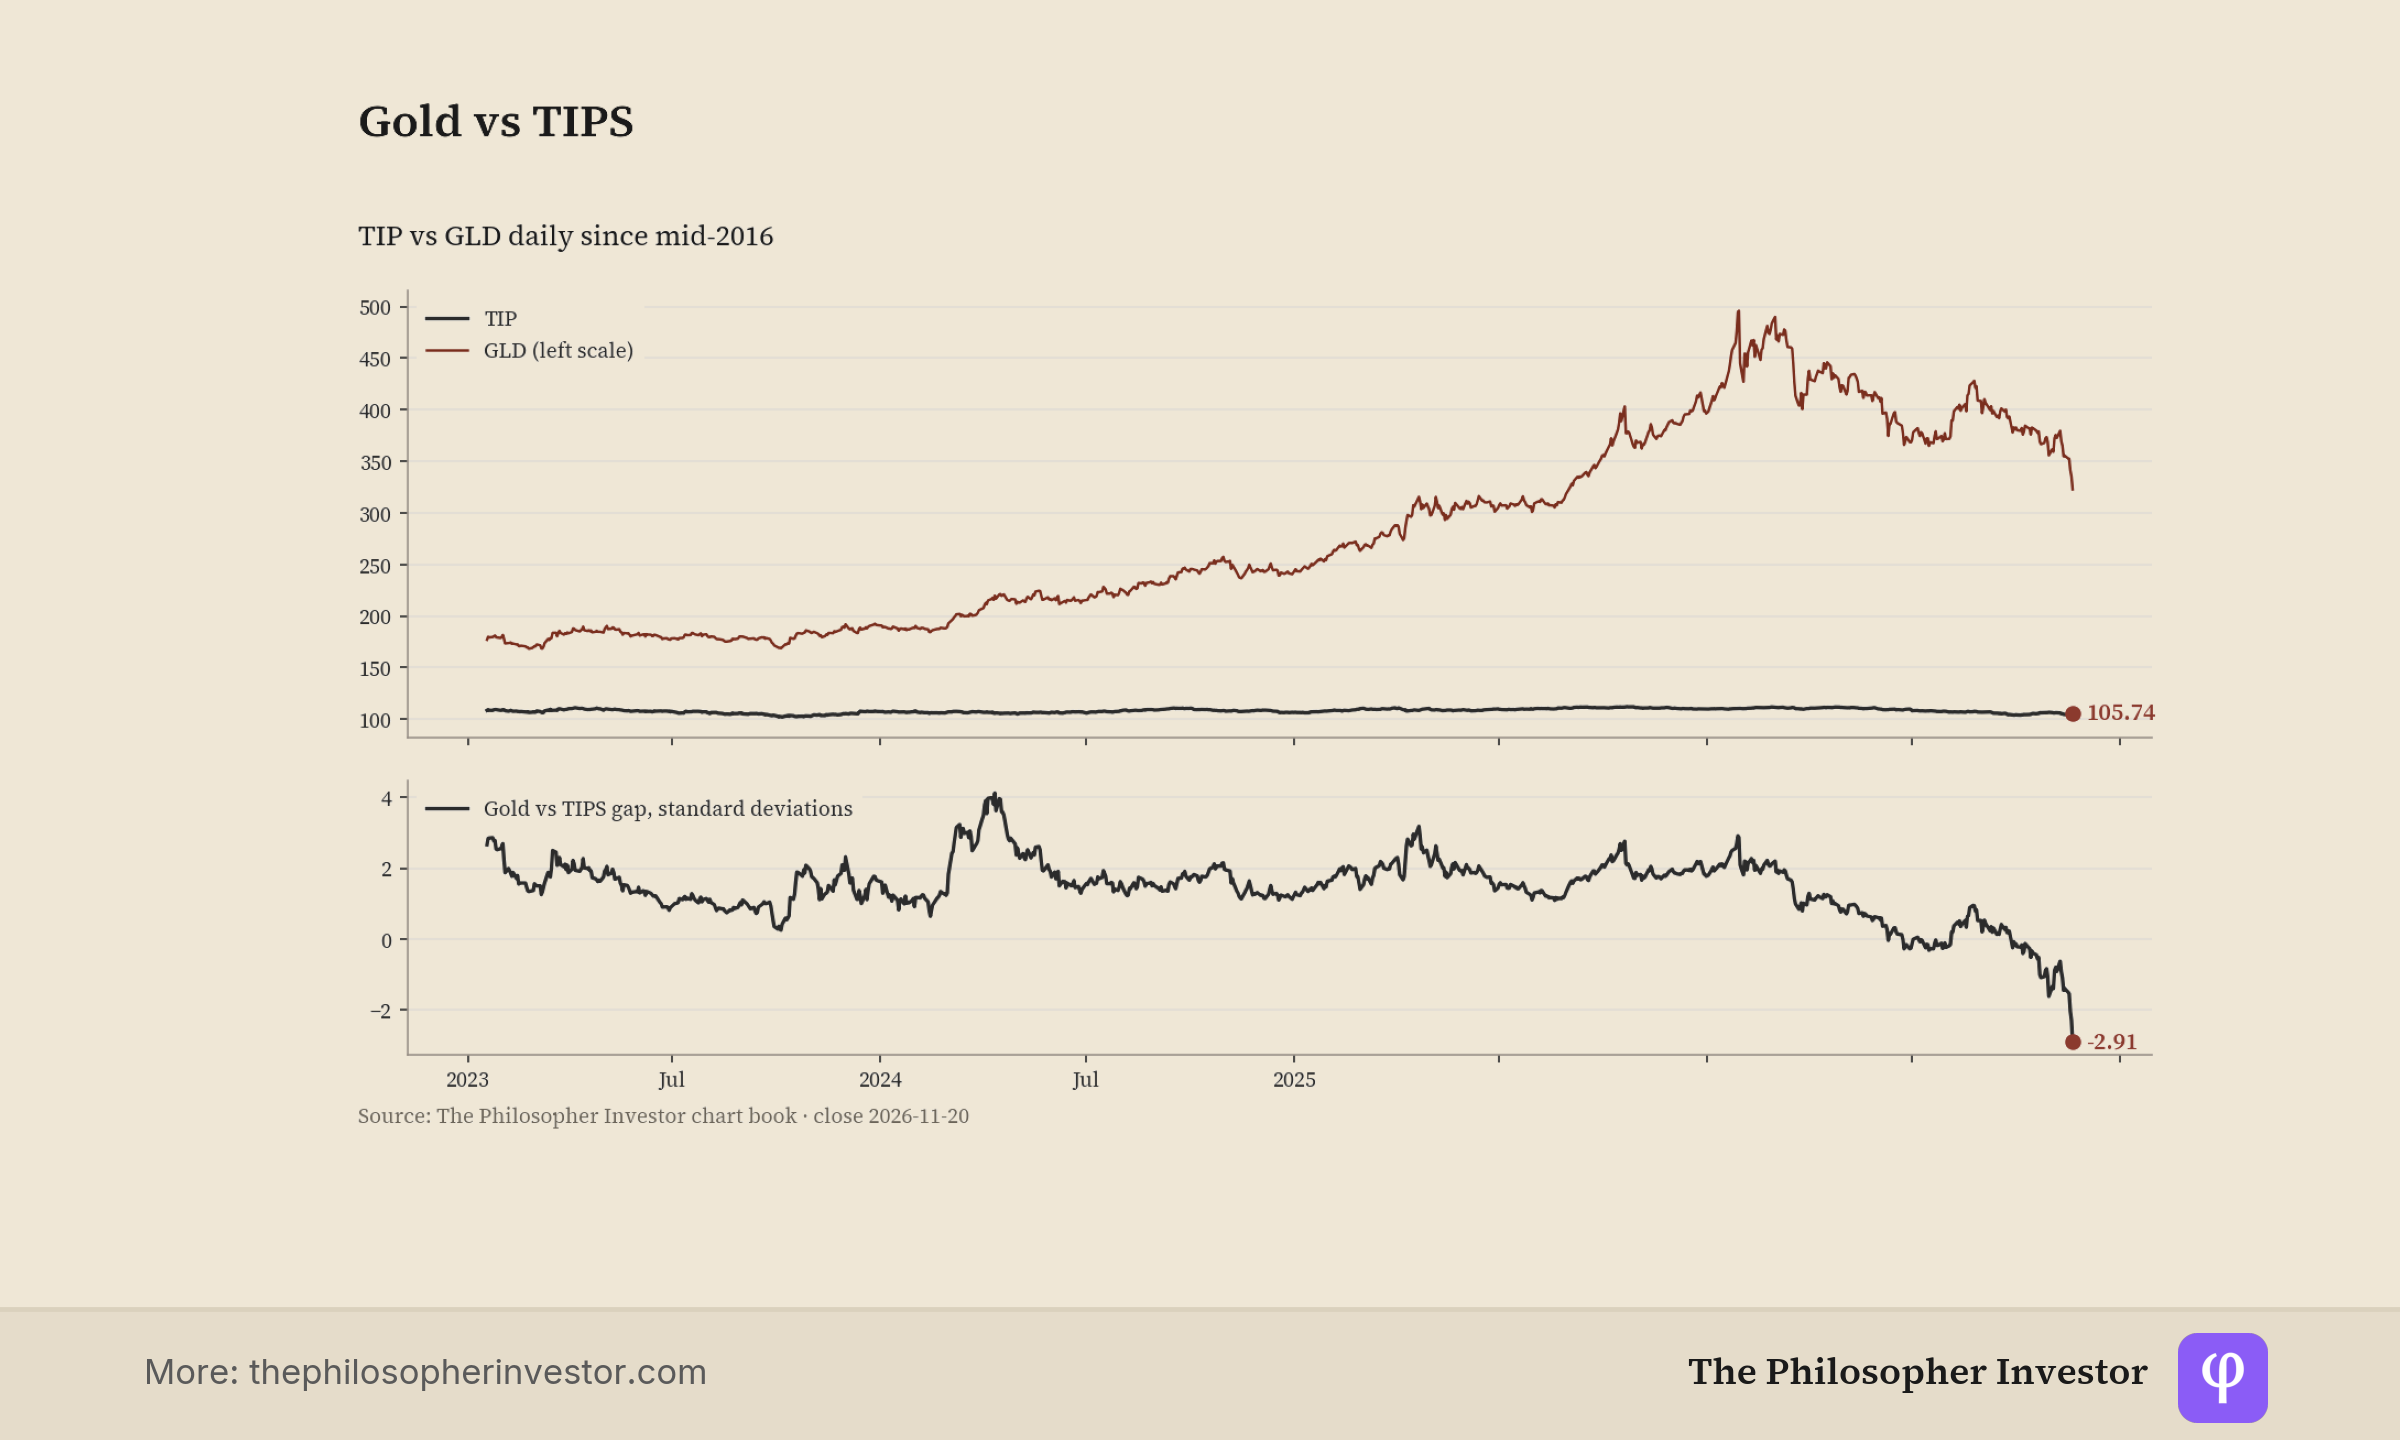 Gold vs TIPS
TIP vs GLD daily since mid-2016
500
450
400
350
300
250
200
150
100
TIP
GLD (left scale)
105.74
4
2
0
−2
Gold vs TIPS gap, standard deviations
-2.91
2023 Jul 2024 Jul 2025
Source: The Philosopher Investor chart book · close 2026-11-20
More: thephilosopherinvestor.com
The Philosopher Investor φ